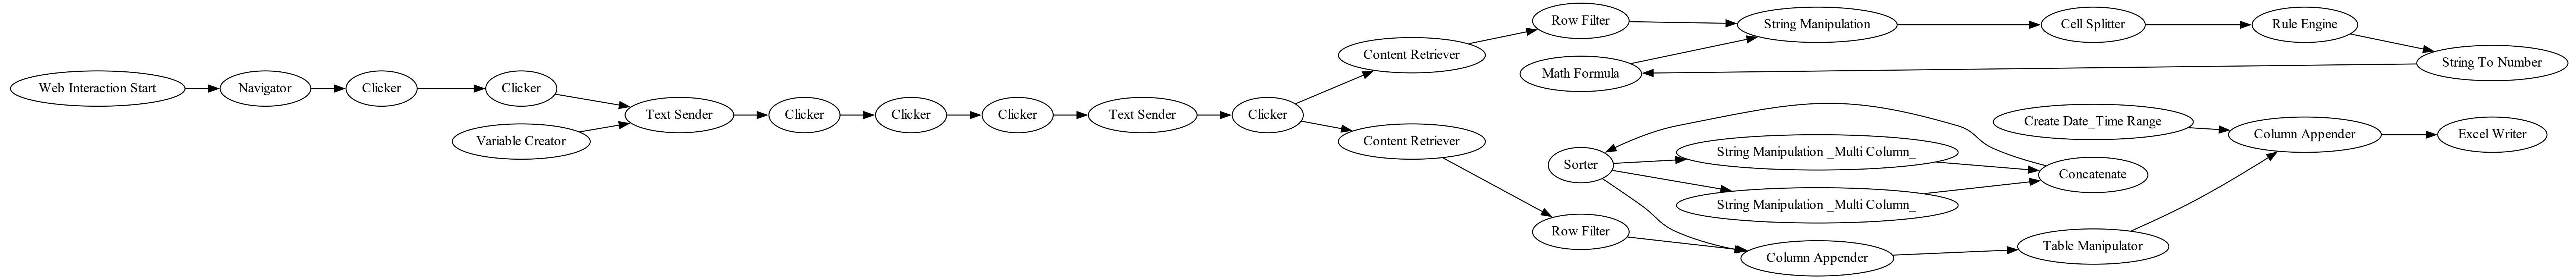 Web Interaction Start
Navigator
Clicker
Clicker
Variable Creator
Text Sender
Clicker
Clicker
Clicker
Text Sender
Clicker
Content Retriever
Content Retriever
Row Filter
Math Formula
String Manipulation
Cell Splitter
Rule Engine
String To Number
Sorter
String Manipulation _Multi Column_
String Manipulation _Multi Column_
Concatenate
Create Date_Time Range
Column Appender
Excel Writer
Row Filter
Column Appender
Table Manipulator